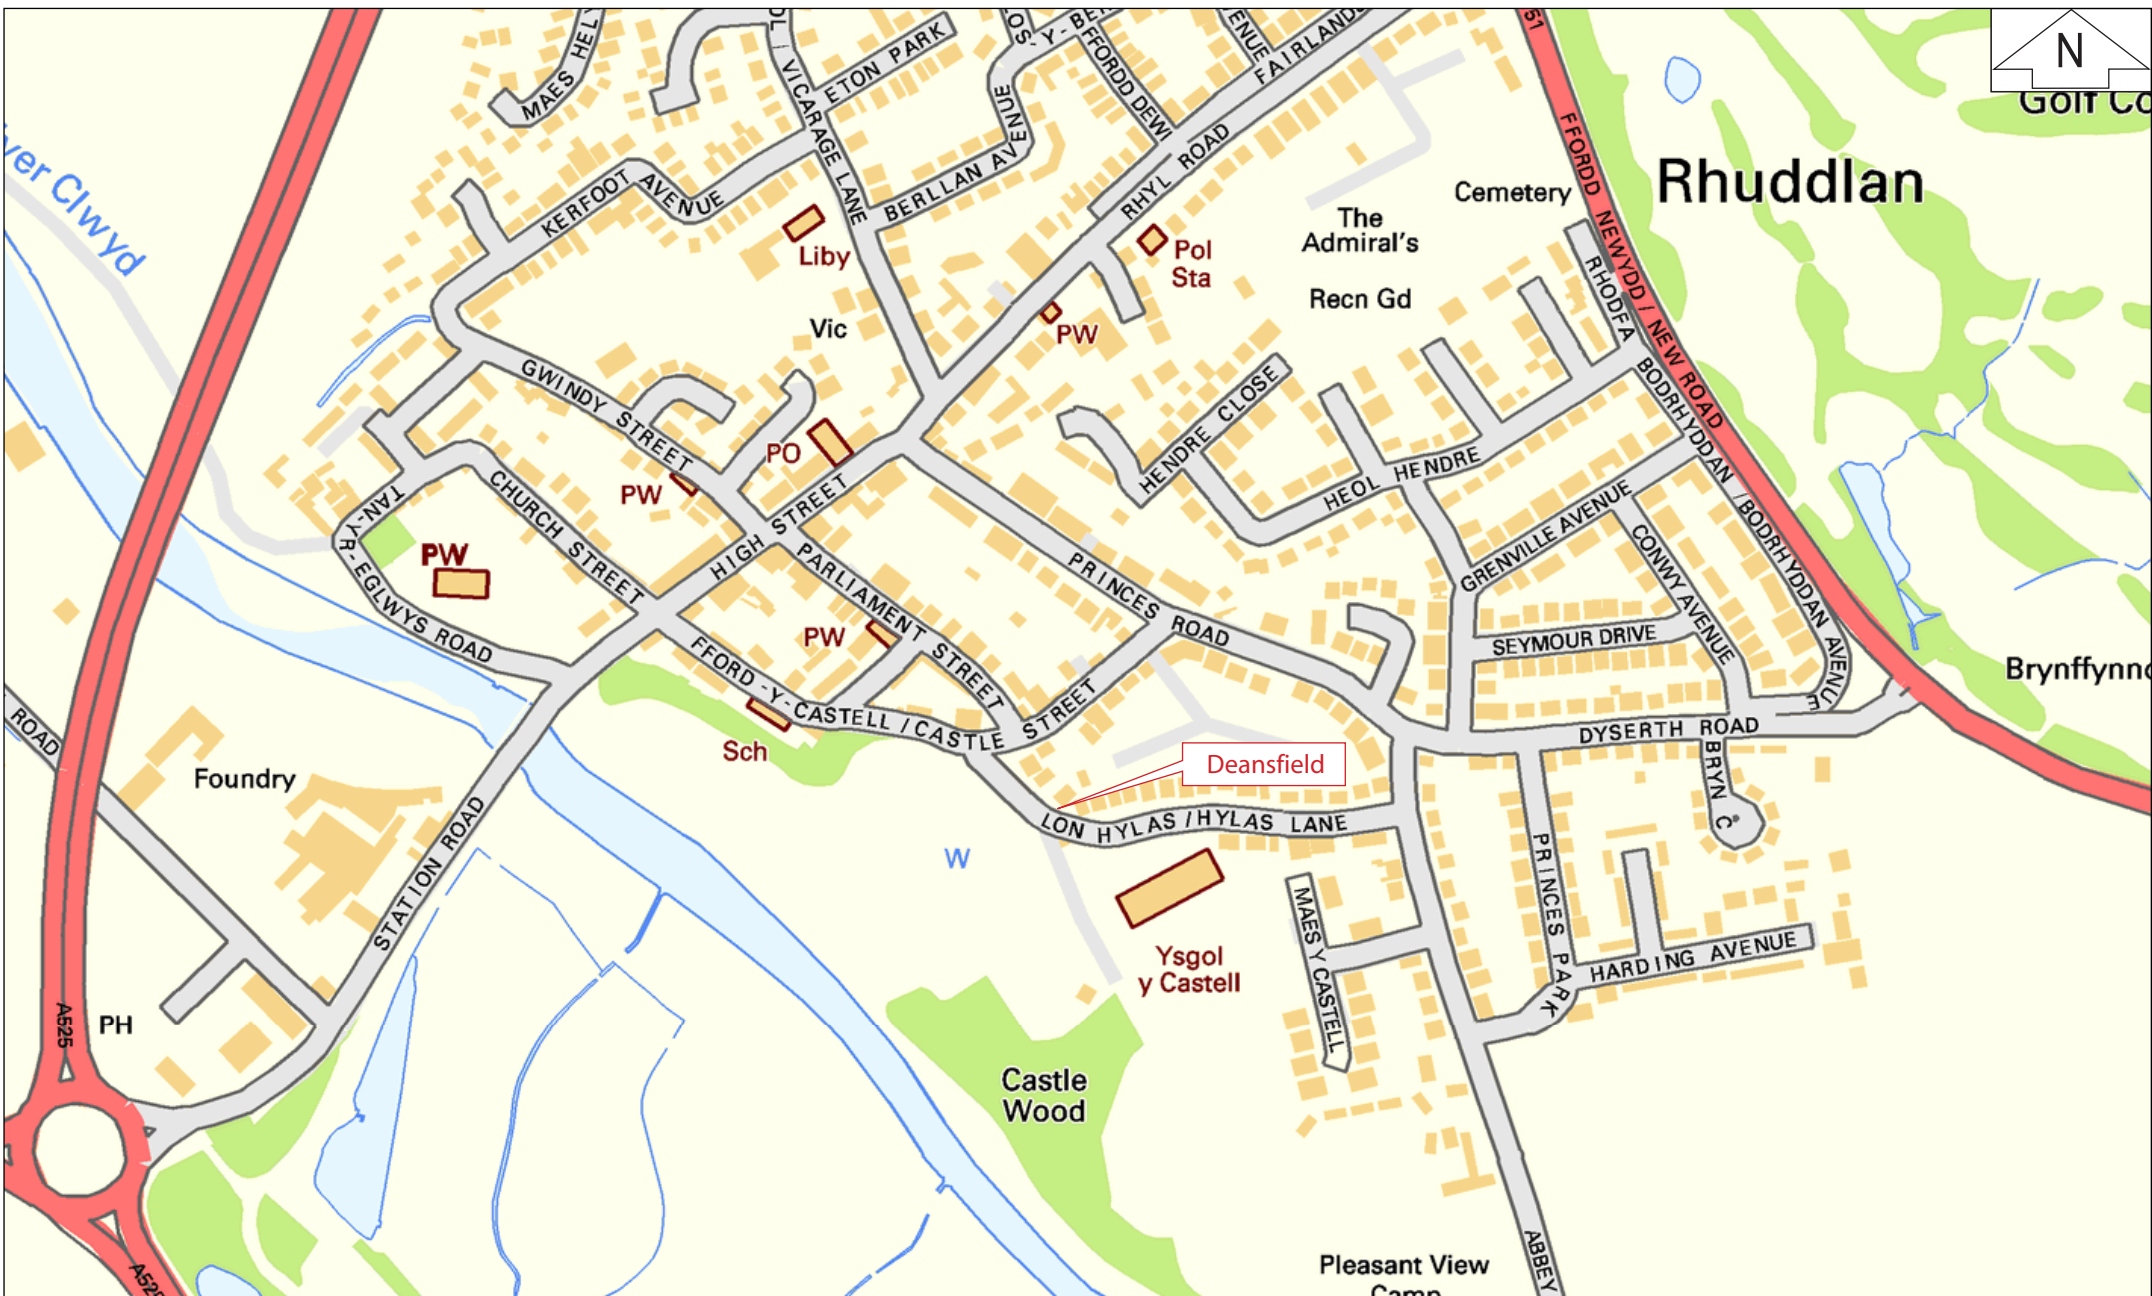 MAES HELY
VICARAGE LANE
ETON PARK
FFORDD DEWI
FAIRLANDS
RHYL ROAD
BERLLAN AVENUE
KERFOOT AVENUE
Liby
Vic
Pol
Sta
PW
The
Admiral's
Recn Gd
Cemetery
N
Golf Co
Rhuddlan
FFORDD NEWYDD / NEW ROAD
51
RHODFA BODRHYDDAN / BODRHYDDAN AVENUE
ver Clwyd
GWINDY STREET
PO
PW
HIGH STREET
CHURCH STREET
TAN-Y-
R-EGLWYS ROAD
PW
PARLIAMENT STREET
PW
FFORD-Y-CASTELL / CASTLE STREET
Sch
PRINCES ROAD
HENDRE CLOSE
HEOL HENDRE
GRENVILLE AVENUE
CONWY AVENUE
SEYMOUR DRIVE
DYSERTH ROAD
Brynffynno
BRYN C
Deansfield
LON HYLAS / HYLAS LANE
W
Ysgol
y Castell
MAES Y CASTELL
PRINCES PARK
HARDING AVENUE
ROAD
Foundry
STATION ROAD
PH
A525
A525
Castle
Wood
Pleasant View
Camp
ABBEY